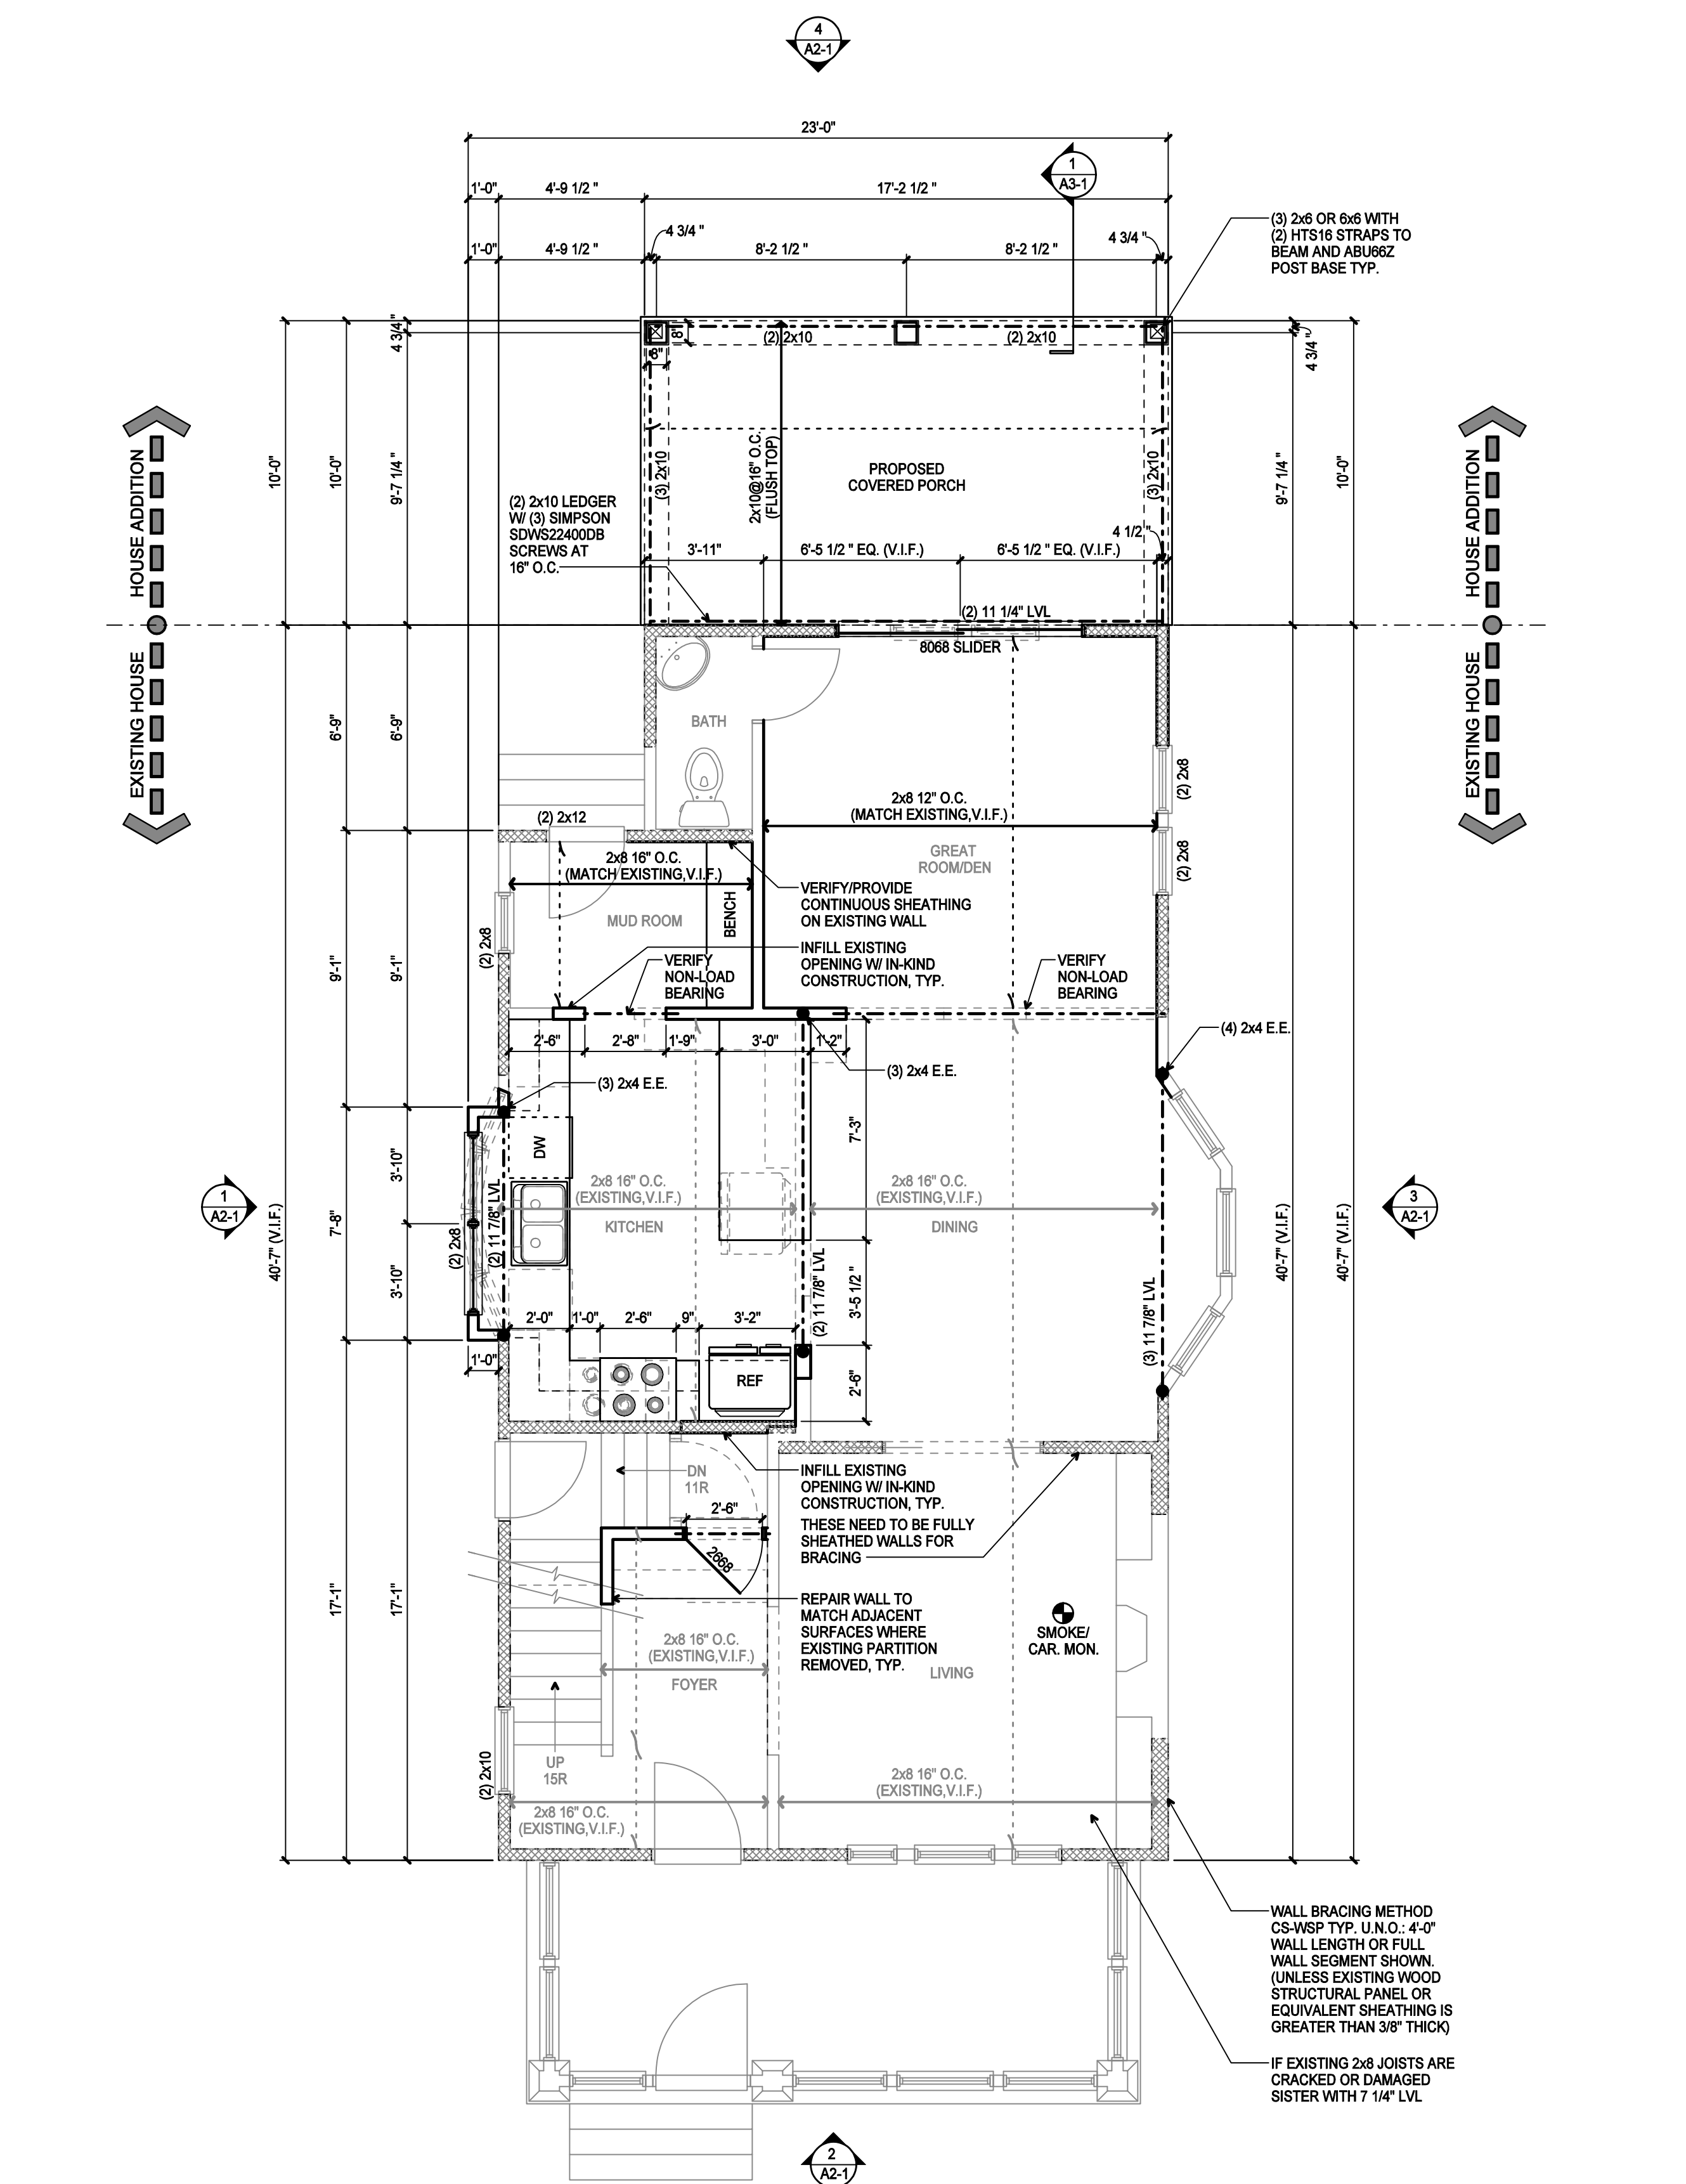 4
A2-1
23'-0"
1
A3-1
1'-0"
4'-9 1/2 "
17'-2 1/2 "
4 3/4 "
4 3/4 "
1'-0"
4'-9 1/2 "
8'-2 1/2 "
8'-2 1/2 "
(3) 2x6 OR 6x6 WITH
(2) HTS16 STRAPS TO
BEAM AND ABU66Z
POST BASE TYP.
4 3/4 "
8"
8"
(2) 2x10
(2) 2x10
4 3/4 "
HOUSE ADDITION
EXISTING HOUSE
10'-0"
10'-0"
9'-7 1/4 "
(2) 2x10 LEDGER
W/ (3) SIMPSON
SDWS22400DB
SCREWS AT
16" O.C.
(3) 2x10
2x10@16" O.C.
(FLUSH TOP)
PROPOSED
COVERED PORCH
(3) 2x10
9'-7 1/4 "
10'-0"
HOUSE ADDITION
EXISTING HOUSE
4 1/2 "
3'-11"
6'-5 1/2 " EQ. (V.I.F.)
6'-5 1/2 " EQ. (V.I.F.)
(2) 11 1/4" LVL
8068 SLIDER
6'-9"
6'-9"
BATH
(2) 2x8
2x8 12" O.C.
(MATCH EXISTING,V.I.F.)
(2) 2x12
GREAT
ROOM/DEN
(2) 2x8
2x8 16" O.C.
(MATCH EXISTING,V.I.F.)
MUD ROOM
BENCH
VERIFY/PROVIDE
CONTINUOUS SHEATHING
ON EXISTING WALL
INFILL EXISTING
OPENING W/ IN-KIND
CONSTRUCTION, TYP.
(2) 2x8
9'-1"
9'-1"
VERIFY
NON-LOAD
BEARING
VERIFY
NON-LOAD
BEARING
2'-6"
2'-8"
1'-9"
3'-0"
1'-2"
(4) 2x4 E.E.
(3) 2x4 E.E.
(3) 2x4 E.E.
7'-3"
DW
3'-10"
1
A2-1
40'-7" (V.I.F.)
7'-8"
3'-10"
(2) 2x8
(2) 11 7/8" LVL
2x8 16" O.C.
(EXISTING,V.I.F.)
KITCHEN
2x8 16" O.C.
(EXISTING,V.I.F.)
DINING
3
A2-1
40'-7" (V.I.F.)
40'-7" (V.I.F.)
(2) 11 7/8" LVL
3'-5 1/2 "
(3) 11 7/8" LVL
2'-0"
1'-0"
2'-6"
9"
3'-2"
1'-0"
REF
2'-6"
DN
11R
INFILL EXISTING
OPENING W/ IN-KIND
CONSTRUCTION, TYP.
2'-6"
THESE NEED TO BE FULLY
SHEATHED WALLS FOR
BRACING
2668
17'-1"
17'-1"
REPAIR WALL TO
MATCH ADJACENT
SURFACES WHERE
EXISTING PARTITION
REMOVED, TYP.
SMOKE/
CAR. MON.
2x8 16" O.C.
(EXISTING,V.I.F.)
FOYER
LIVING
UP
15R
(2) 2x10
2x8 16" O.C.
(EXISTING,V.I.F.)
2x8 16" O.C.
(EXISTING,V.I.F.)
WALL BRACING METHOD
CS-WSP TYP. U.N.O.: 4'-0"
WALL LENGTH OR FULL
WALL SEGMENT SHOWN.
(UNLESS EXISTING WOOD
STRUCTURAL PANEL OR
EQUIVALENT SHEATHING IS
GREATER THAN 3/8" THICK)
IF EXISTING 2x8 JOISTS ARE
CRACKED OR DAMAGED
SISTER WITH 7 1/4" LVL
2
A2-1